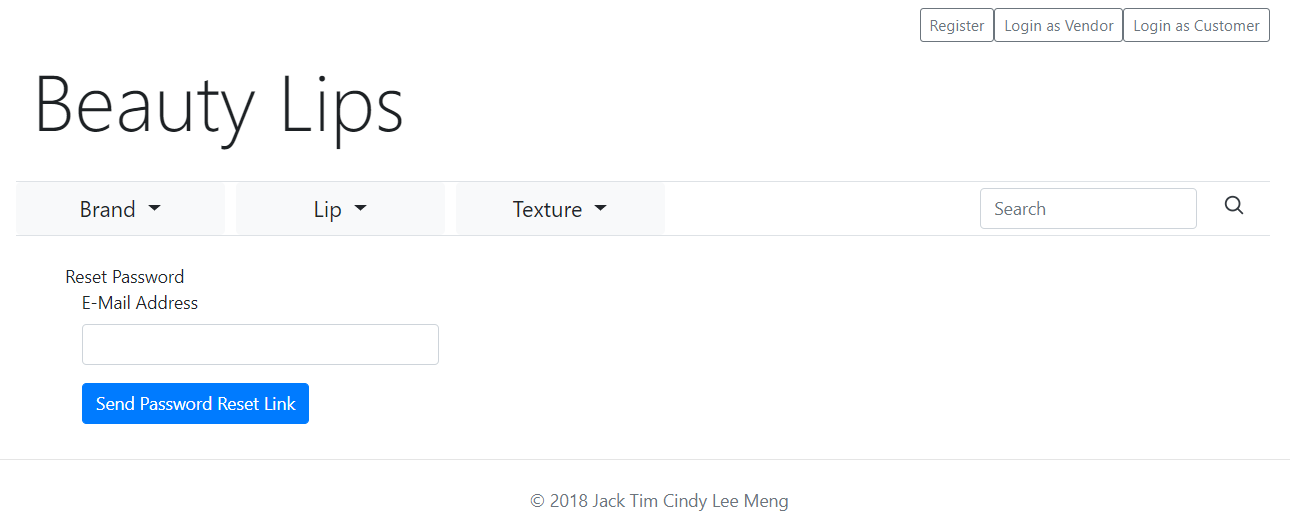 Register Login as Vendor Login as Customer
Beauty Lips
Brand Lip Texture Search
Reset Password
E-Mail Address
Send Password Reset Link
© 2018 Jack Tim Cindy Lee Meng